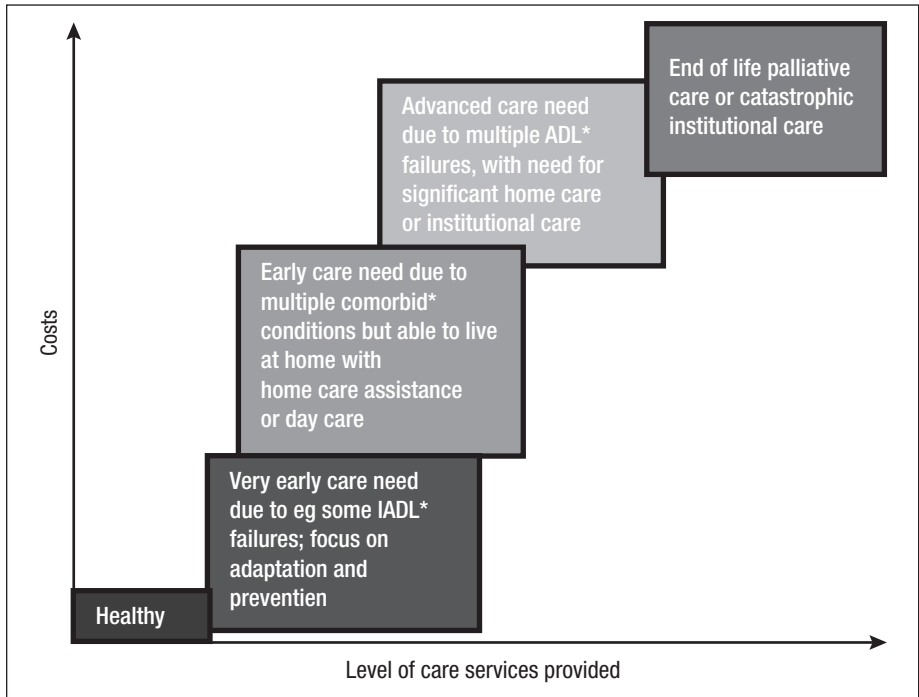 End of life palliative
care or catastrophic
institutional care
Advanced care need
due to multiple ADL*
failures, with need for
significant home care
or institutional care
Early care need due to
multiple comorbid*
conditions but able to live
at home with
home care assistance
or day care
Very early care need
due to eg some IADL*
failures; focus on
adaptation and
prevention
Healthy
Costs
Level of care services provided